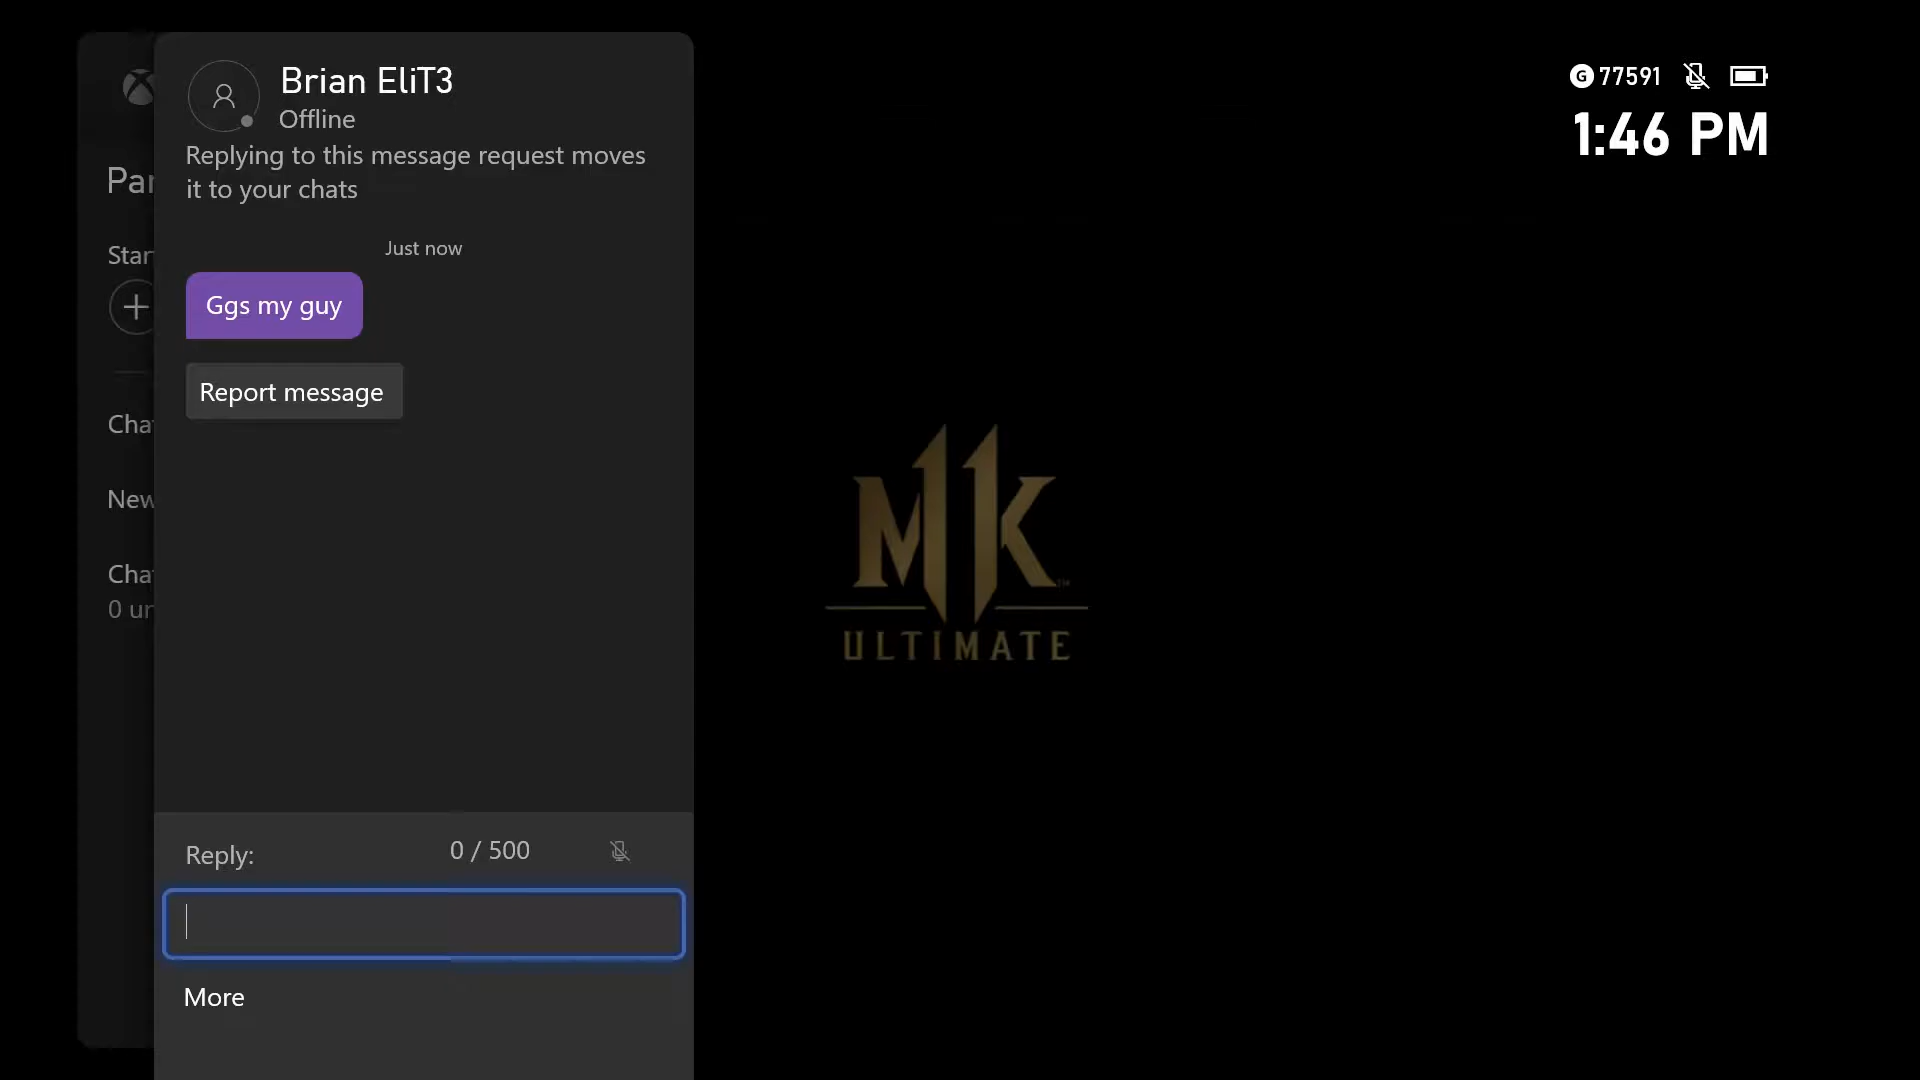 Brian EliT3
Offline
Replying to this message request moves
it to your chats
Just now
Ggs my guy
Report message
Reply:
0 / 500
More
Par
Star
Cha
New
Cha
0 un
G 77591
1:46 PM
MK
ULTIMATE